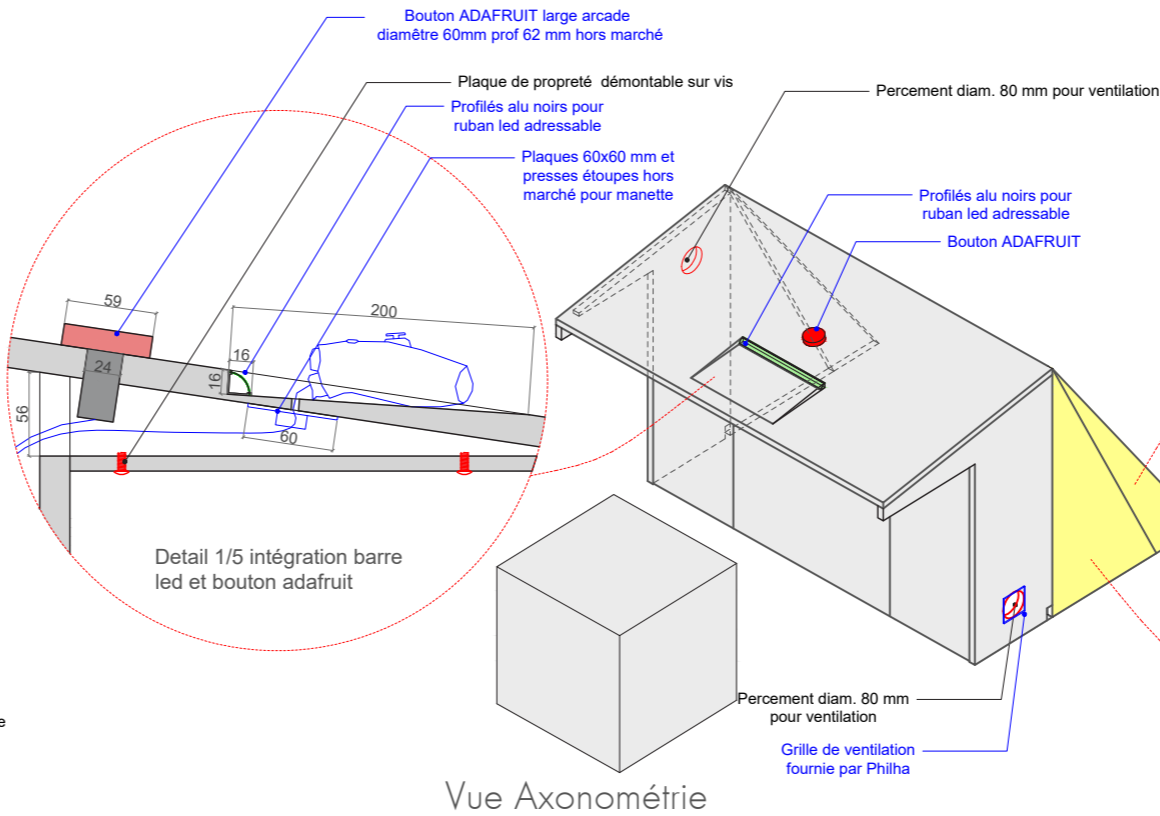 Bouton ADAFRUIT large arcade
diamêtre 60mm prof 62 mm hors marché
Plaque de propreté démontable sur vis
Profilés alu noirs pour
ruban led adressable
Plaques 60x60 mm et
presses étoupes hors
marché pour manette
59
24
56
16
16
200
60
Detail 1/5 intégration barre
led et bouton adafruit
Percement diam. 80 mm pour ventilation
Profilés alu noirs pour
ruban led adressable
Bouton ADAFRUIT
Percement diam. 80 mm
pour ventilation
Grille de ventilation
fournie par Philha
e
Vue Axonométrie